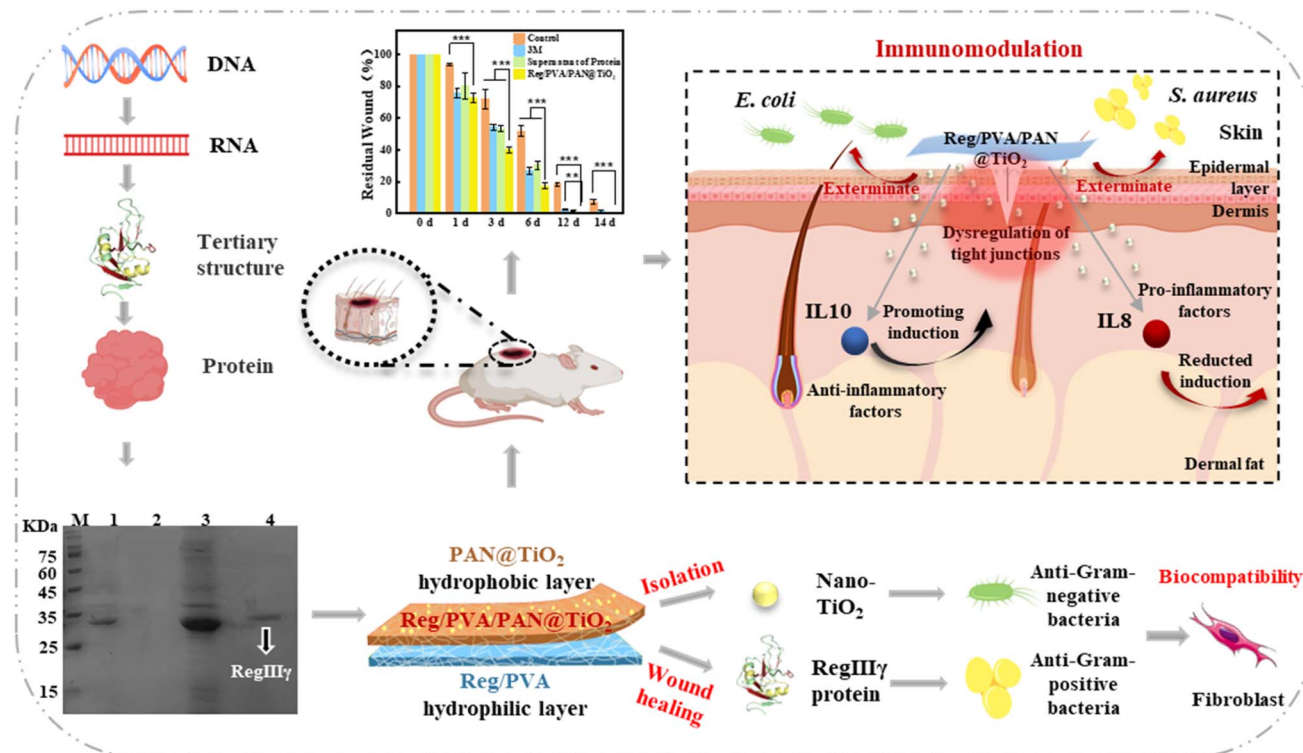 DNA
RNA
Tertiary
structure
Protein
Residual Wound (%)
100
80
60
40
20
0
Control
3M
Supernatant of Protein
Reg/PVA/PAN@TiO₂
***
***
***
***
**
***
0 d
1 d
3 d
6 d
12 d
14 d
Immunomodulation
E. coli
S. aureus
Skin
Reg/PVA/PAN
@TiO₂
Exterminate
Exterminate
Epidermal
layer
Dermis
Dysregulation of
tight junctions
IL10
Promoting
induction
Anti-inflammatory
factors
Pro-inflammatory
factors
IL8
Reducted
induction
Dermal fat
KDa
M
1
2
3
4
75
60
45
35
25
15
RegIIIγ
PAN@TiO₂
hydrophobic layer
Reg/PVA/PAN@TiO₂
Reg/PVA
hydrophilic layer
Isolation
Wound
healing
Nano-
TiO₂
RegIIIγ
protein
Anti-Gram-
negative
bacteria
Anti-Gram-
positive
bacteria
Biocompatibility
Fibroblast